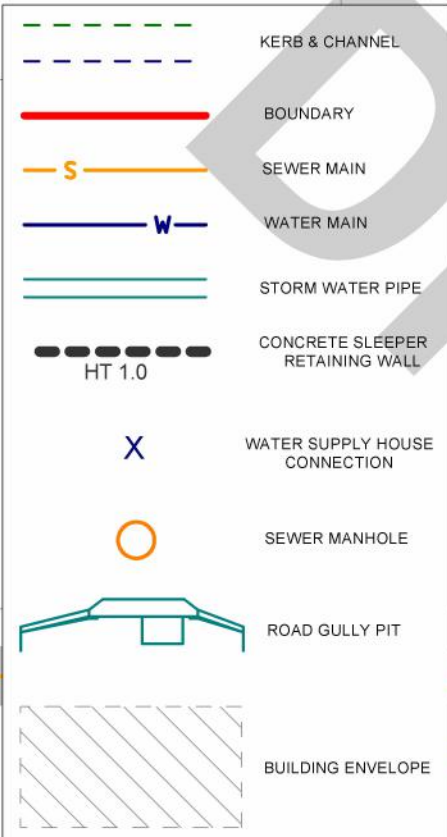 KERB & CHANNEL
BOUNDARY
S
SEWER MAIN
W
WATER MAIN
STORM WATER PIPE
HT 1.0
CONCRETE SLEEPER
RETAINING WALL
X
WATER SUPPLY HOUSE
CONNECTION
SEWER MANHOLE
ROAD GULLY PIT
BUILDING ENVELOPE